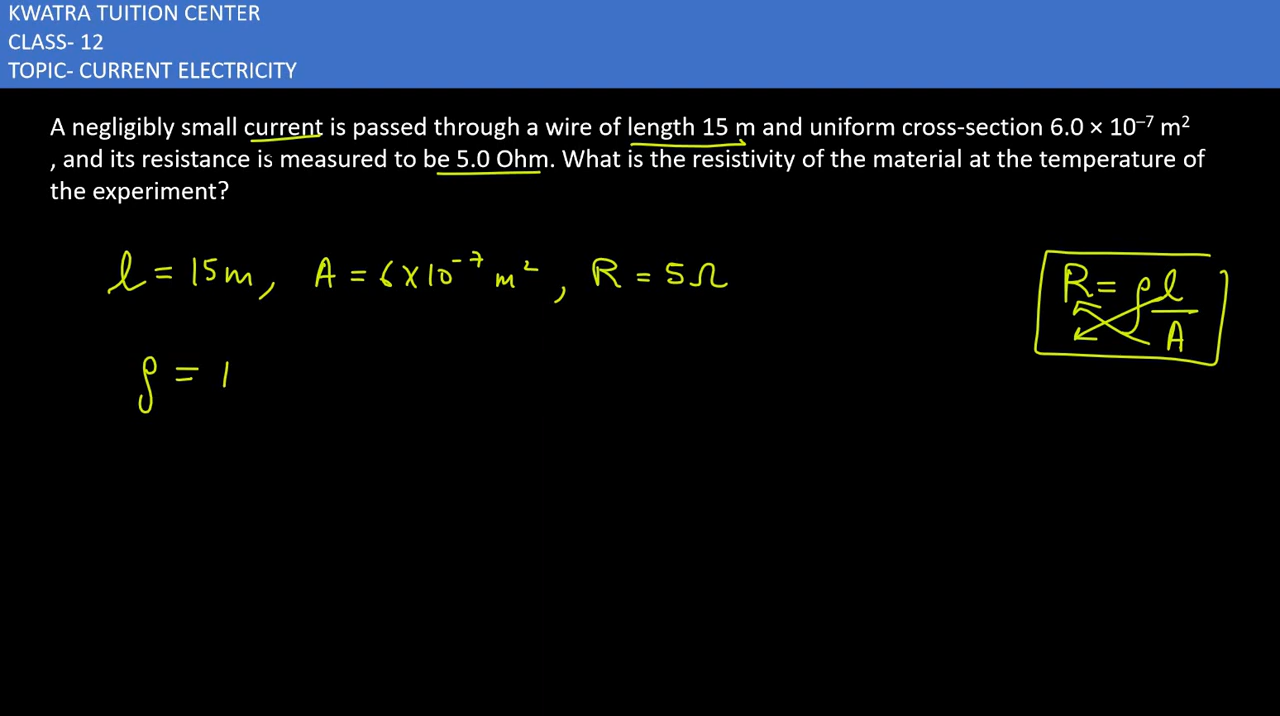 KWATRA TUITION CENTER
CLASS- 12
TOPIC- CURRENT ELECTRICITY
A negligibly small current is passed through a wire of length 15 m and uniform cross-section 6.0 × 10⁻⁷ m²
, and its resistance is measured to be 5.0 Ohm. What is the resistivity of the material at the temperature of
the experiment?
l = 15m, A = 6×10⁻⁷ m², R = 5Ω
R = ρl/A
ρ = 1